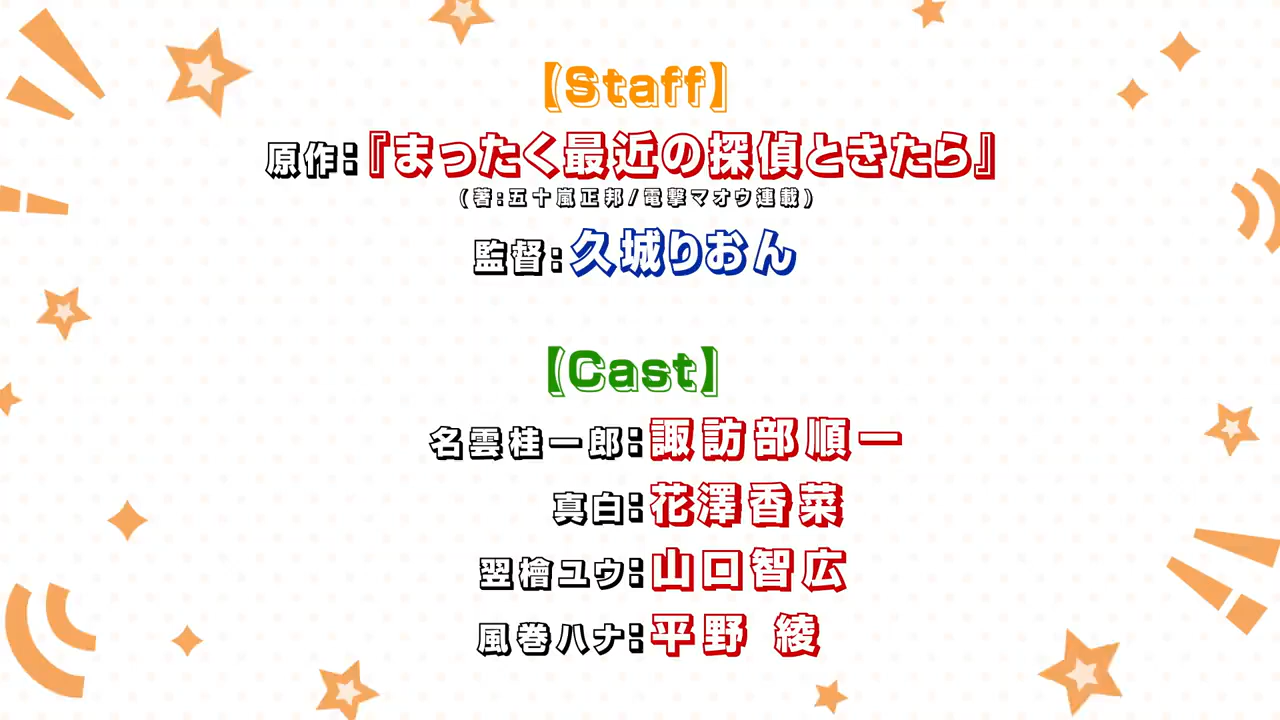 【Staff】
原作:『まったく最近の探偵ときたら』
(著:五十嵐正邦/電撃マオウ連載)
監督:久城りおん
【Cast】
名雲桂一郎:諏訪部順一
真白:花澤香菜
翌檜ユウ:山口智広
風巻ハナ:平野 綾